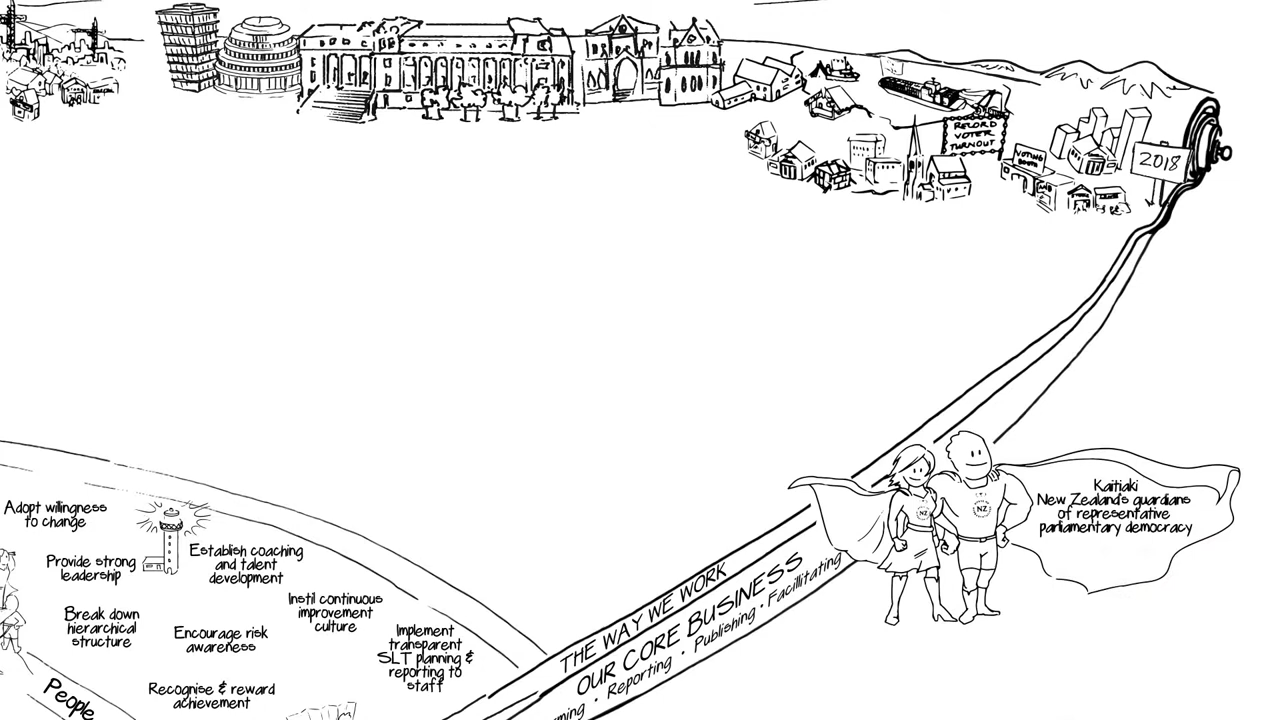 RECORD
VOTER
TURNOUT
VOTING
BOOTH
2018
Kaitiaki
New Zealand's guardians
of representative
parliamentary democracy
NZ
NZ
Adopt willingness
to change
Provide strong
leadership
Establish coaching
and talent
development
Break down
hierarchical
structure
Encourage risk
awareness
Instil continuous
improvement
culture
Implement
transparent
SLT planning &
reporting to
staff
Recognise & reward
achievement
People
THE WAY WE WORK
OUR CORE BUSINESS
· Reporting · Publishing · Facillitating